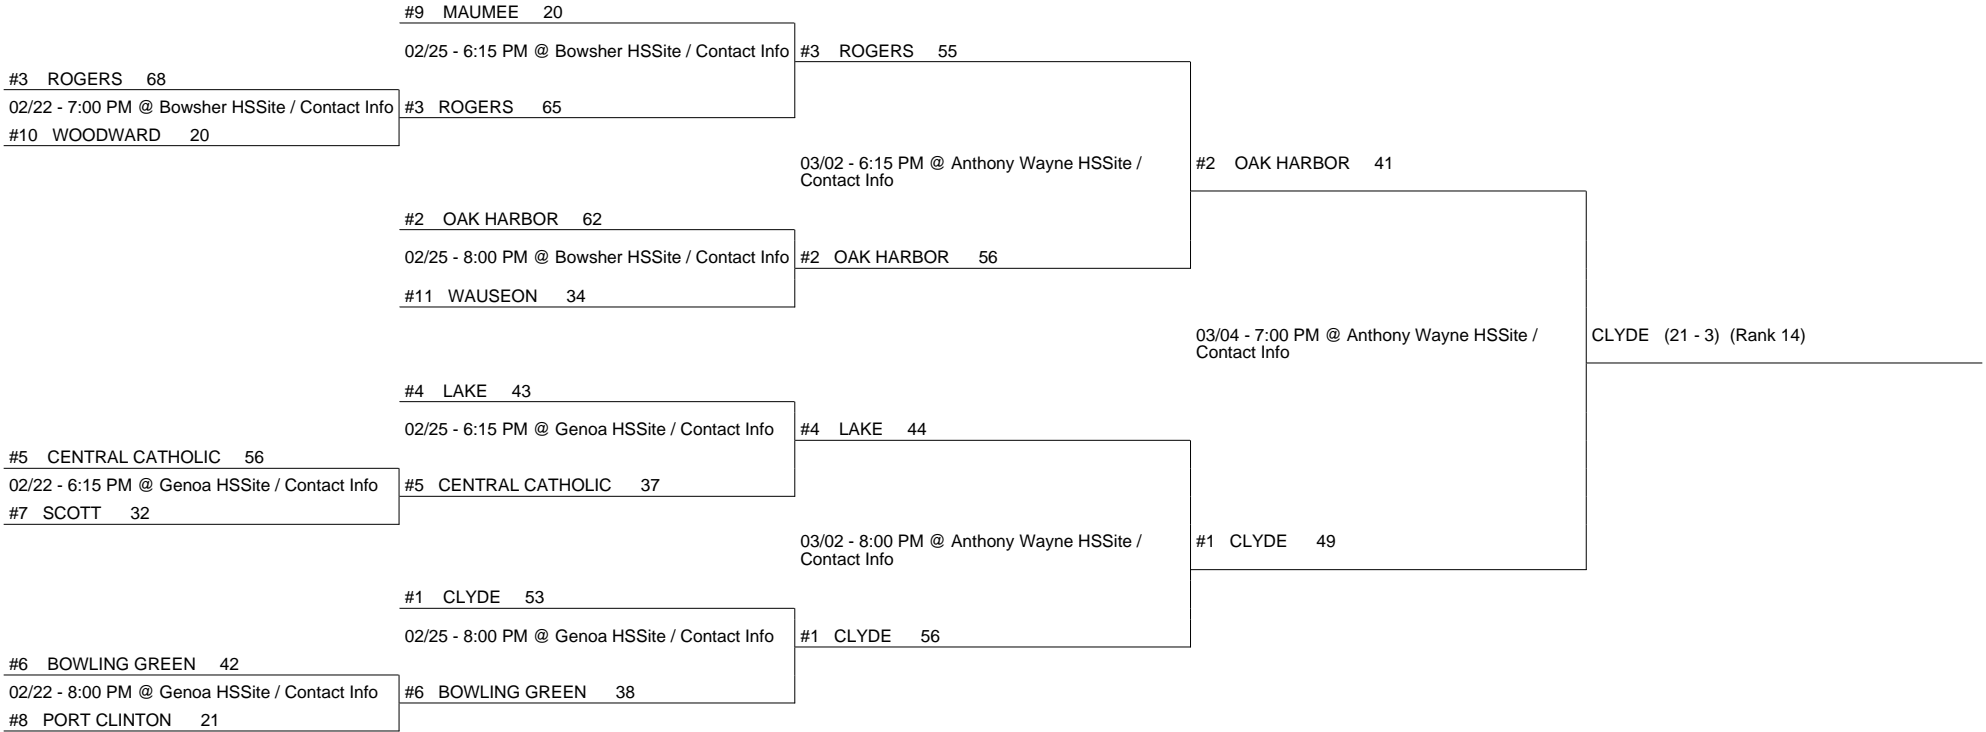 #9 MAUMEE 20
02/25 - 6:15 PM @ Bowsher HSSite / Contact Info
#3 ROGERS 55
#3 ROGERS 68
02/22 - 7:00 PM @ Bowsher HSSite / Contact Info
#3 ROGERS 65
#10 WOODWARD 20
03/02 - 6:15 PM @ Anthony Wayne HSSite /
Contact Info
#2 OAK HARBOR 41
#2 OAK HARBOR 62
02/25 - 8:00 PM @ Bowsher HSSite / Contact Info
#2 OAK HARBOR 56
#11 WAUSEON 34
03/04 - 7:00 PM @ Anthony Wayne HSSite /
Contact Info
CLYDE (21 - 3) (Rank 14)
#4 LAKE 43
02/25 - 6:15 PM @ Genoa HSSite / Contact Info
#4 LAKE 44
#5 CENTRAL CATHOLIC 56
02/22 - 6:15 PM @ Genoa HSSite / Contact Info
#5 CENTRAL CATHOLIC 37
#7 SCOTT 32
03/02 - 8:00 PM @ Anthony Wayne HSSite /
Contact Info
#1 CLYDE 49
#1 CLYDE 53
02/25 - 8:00 PM @ Genoa HSSite / Contact Info
#1 CLYDE 56
#6 BOWLING GREEN 42
02/22 - 8:00 PM @ Genoa HSSite / Contact Info
#6 BOWLING GREEN 38
#8 PORT CLINTON 21